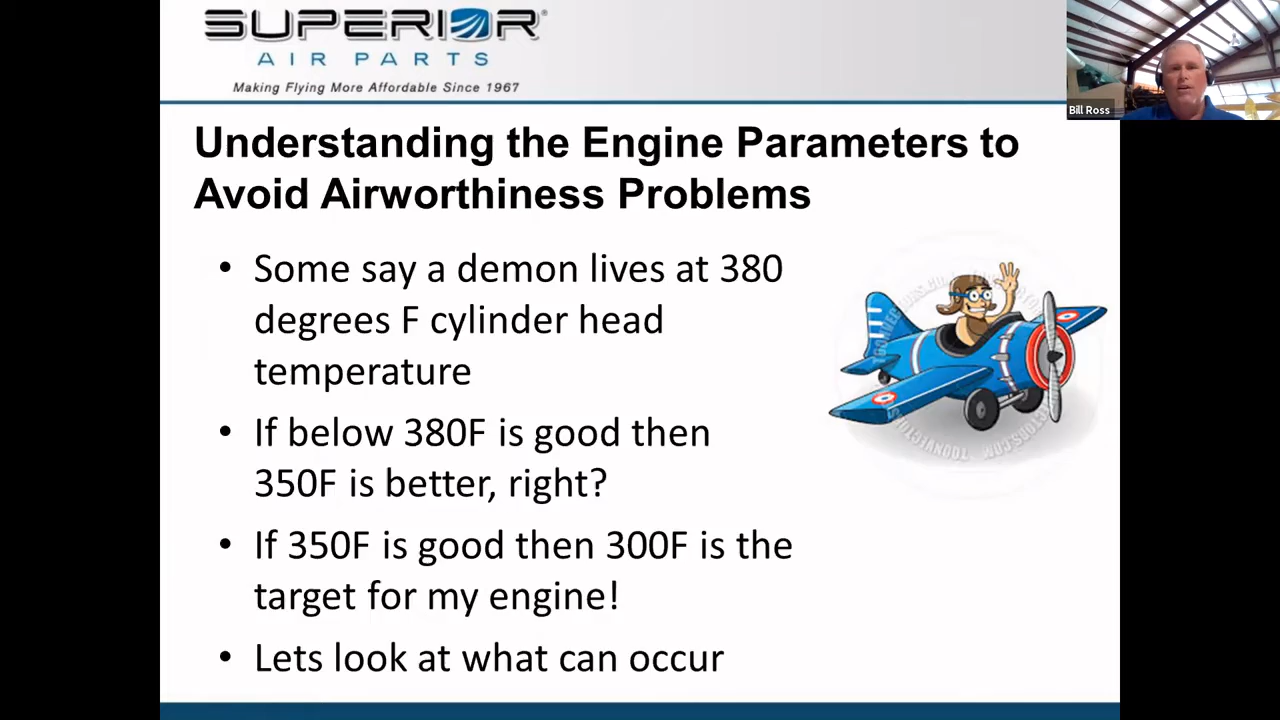 SUPERIOR®
AIR PARTS
Making Flying More Affordable Since 1967
Bill Ross
Understanding the Engine Parameters to
Avoid Airworthiness Problems
• Some say a demon lives at 380
degrees F cylinder head
temperature
• If below 380F is good then
350F is better, right?
• If 350F is good then 300F is the
target for my engine!
• Lets look at what can occur